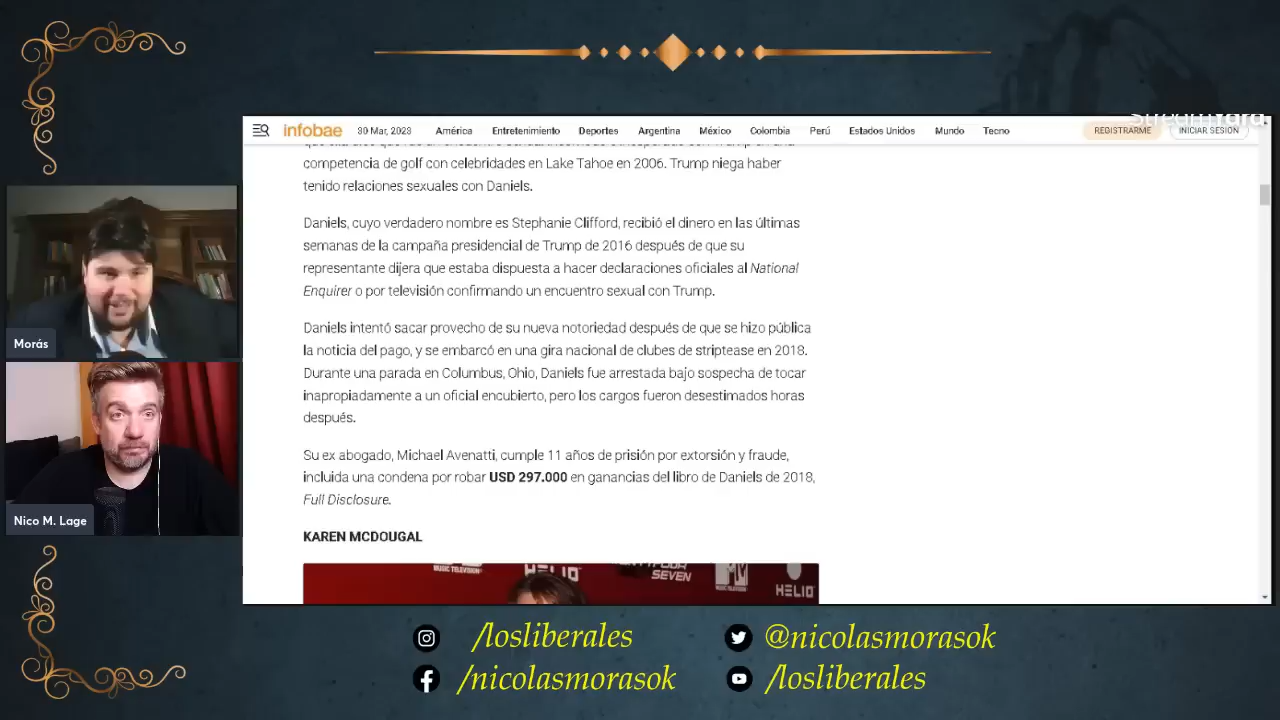 StreamYard
infobae 30 Mar, 2023 América Entretenimiento Deportes Argentina México Colombia Perú Estados Unidos Mundo Tecno REGISTRARME INICIAR SESIÓN
competencia de golf con celebridades en Lake Tahoe en 2006. Trump niega haber
tenido relaciones sexuales con Daniels.
Daniels, cuyo verdadero nombre es Stephanie Clifford, recibió el dinero en las últimas
semanas de la campaña presidencial de Trump de 2016 después de que su
representante dijera que estaba dispuesta a hacer declaraciones oficiales al National
Enquirer o por televisión confirmando un encuentro sexual con Trump.
Daniels intentó sacar provecho de su nueva notoriedad después de que se hizo pública
la noticia del pago, y se embarcó en una gira nacional de clubes de striptease en 2018.
Durante una parada en Columbus, Ohio, Daniels fue arrestada bajo sospecha de tocar
inapropiadamente a un oficial encubierto, pero los cargos fueron desestimados horas
después.
Su ex abogado, Michael Avenatti, cumple 11 años de prisión por extorsión y fraude,
incluida una condena por robar USD 297.000 en ganancias del libro de Daniels de 2018,
Full Disclosure.
KAREN MCDOUGAL
MUSIC TELEVISION HELIO SEVEN MTV MUSIC TELEVISION HELIO
Morás
Nico M. Lage
/losliberales @nicolasmorasok
/nicolasmorasok /losliberales